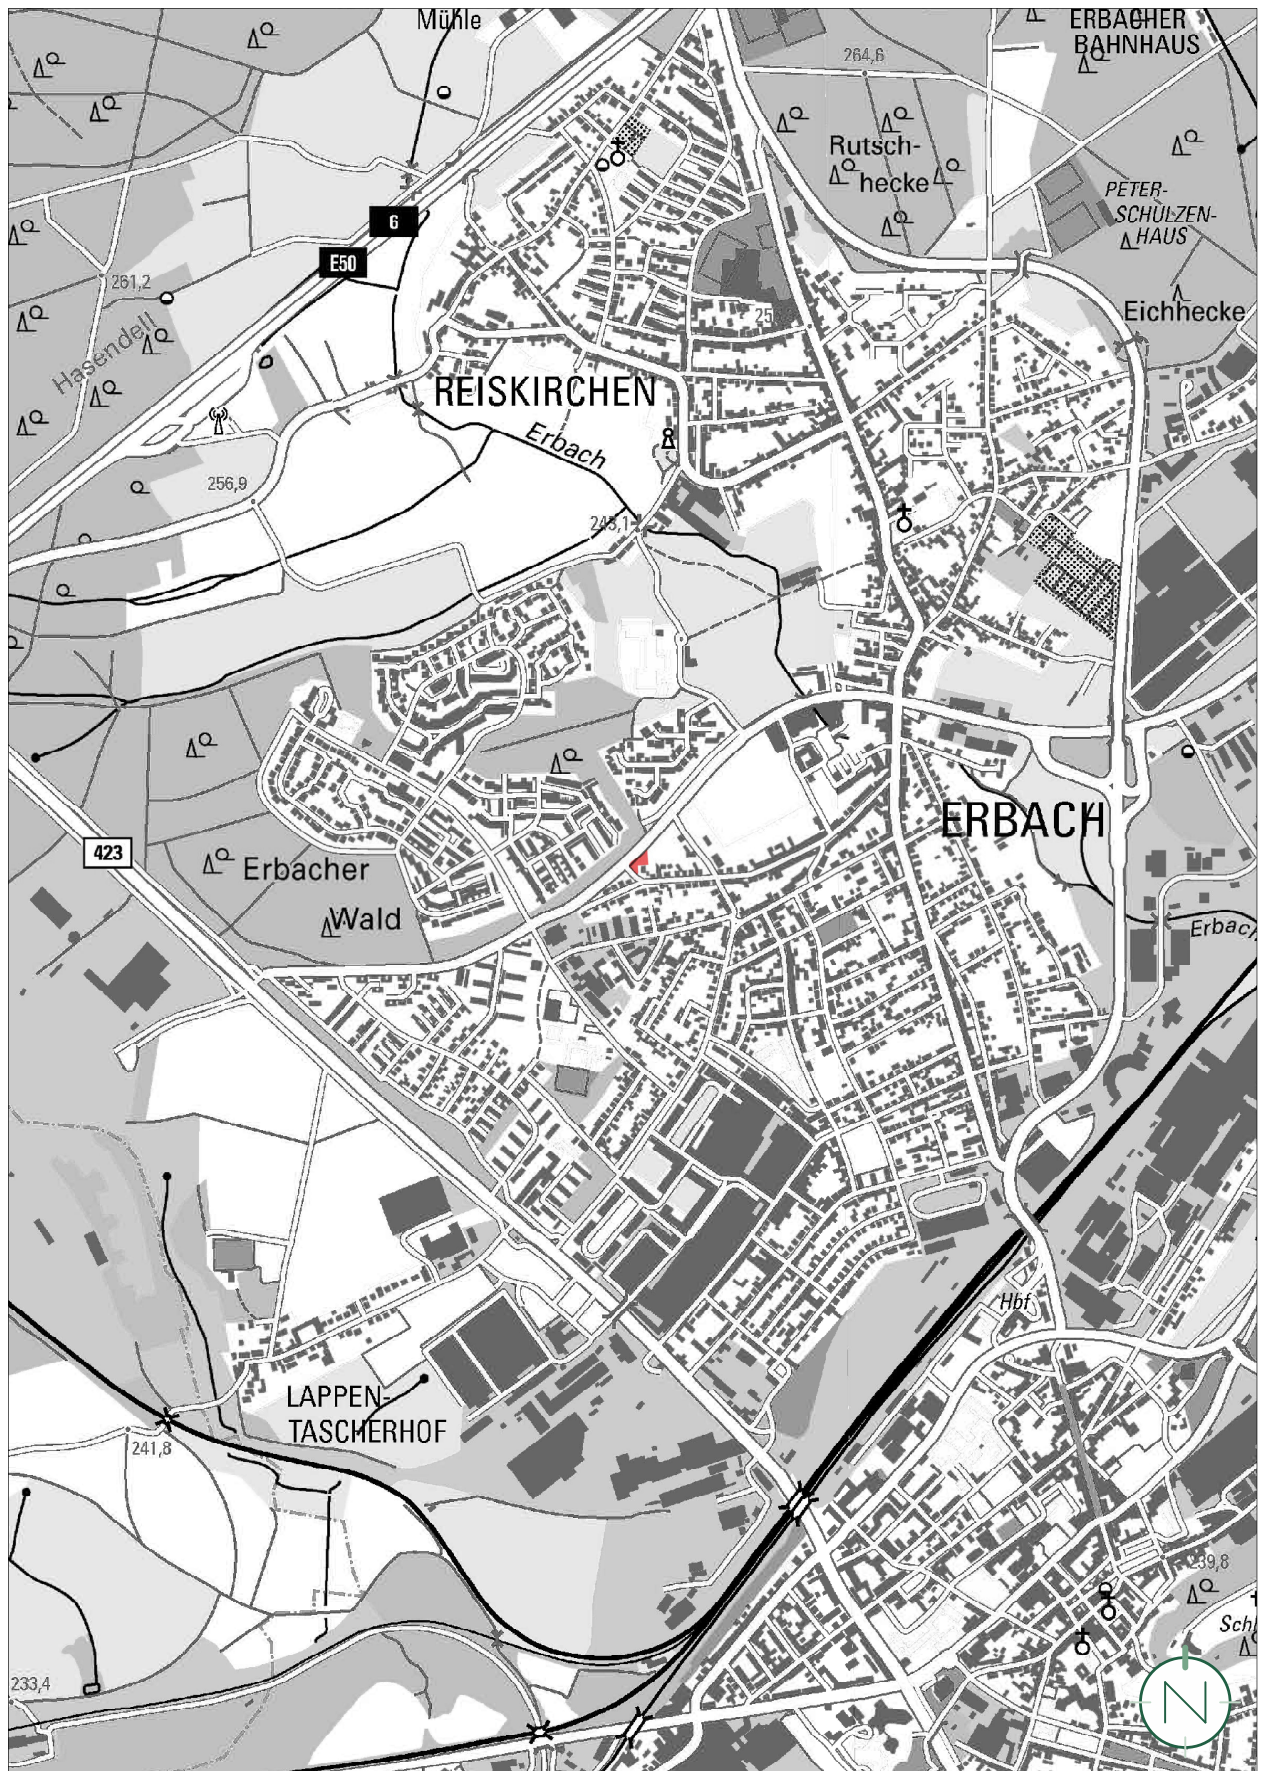 Mühle
ERBACHER
BAHNHAUS
264,6
Rutsch-
hecke
PETER-
SCHULZEN-
HAUS
6
E50
261,2
Hasendell
Eichhecke
REISKIRCHEN
Erbach
256,9
243,1
423
ERBACH
Erbacher
Wald
Erbach
Hbf
LAPPEN-
TASCHERHOF
241,8
239,8
Schl
233,4
N